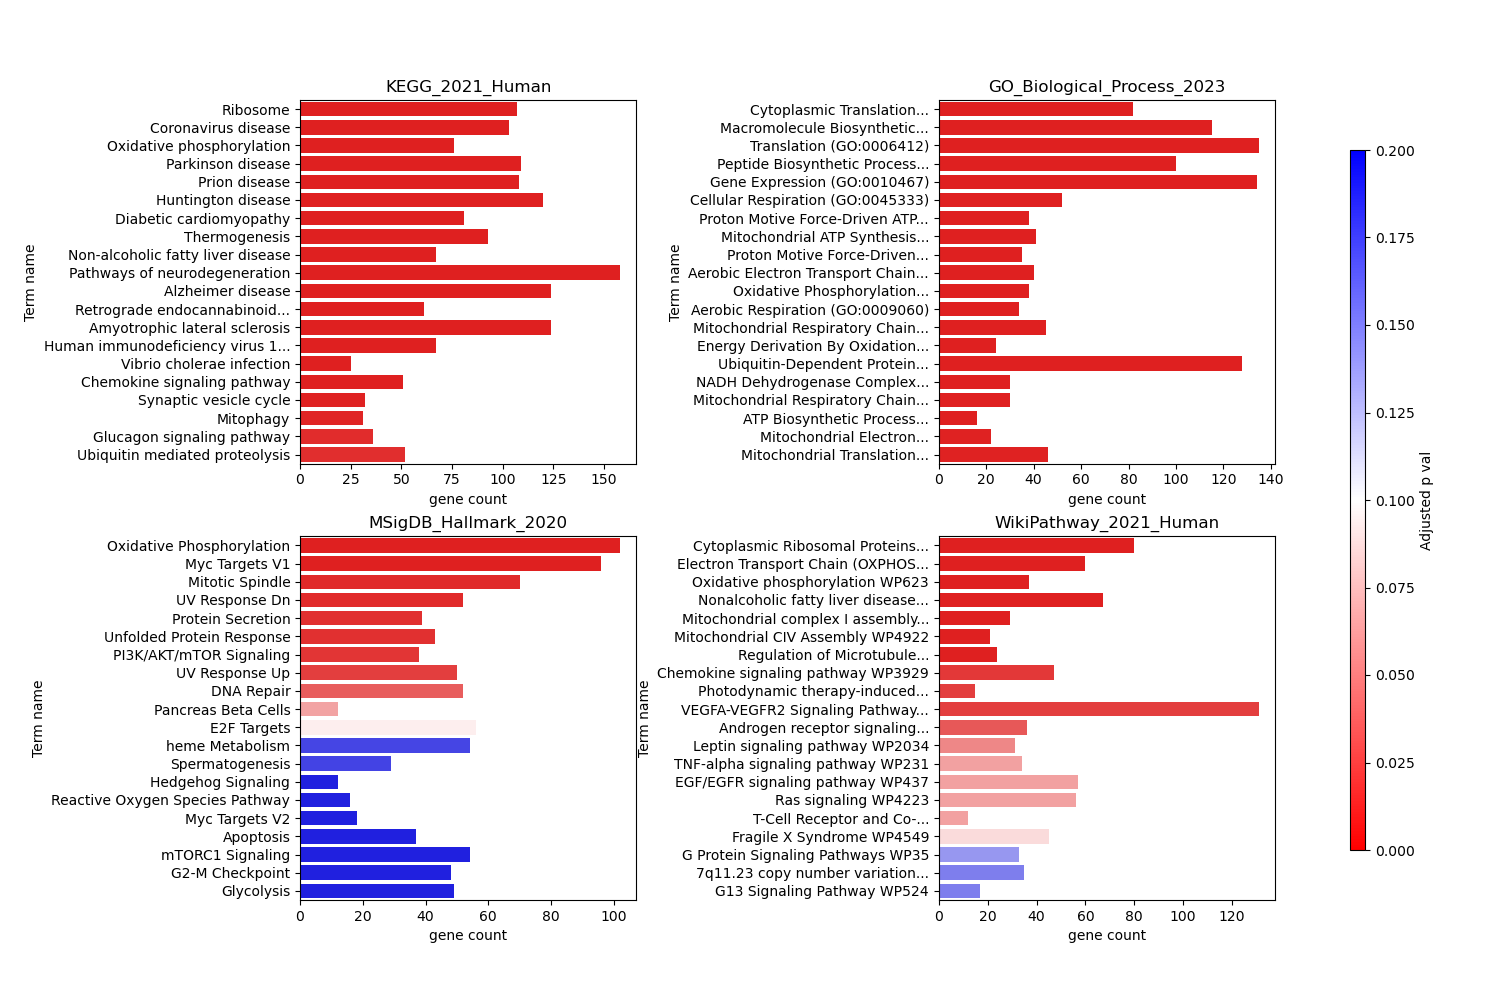 KEGG_2021_Human
Term name
Ribosome
Coronavirus disease
Oxidative phosphorylation
Parkinson disease
Prion disease
Huntington disease
Diabetic cardiomyopathy
Thermogenesis
Non-alcoholic fatty liver disease
Pathways of neurodegeneration
Alzheimer disease
Retrograde endocannabinoid...
Amyotrophic lateral sclerosis
Human immunodeficiency virus 1...
Vibrio cholerae infection
Chemokine signaling pathway
Synaptic vesicle cycle
Mitophagy
Glucagon signaling pathway
Ubiquitin mediated proteolysis
0 25 50 75 100 125 150
gene count
GO_Biological_Process_2023
Term name
Cytoplasmic Translation...
Macromolecule Biosynthetic...
Translation (GO:0006412)
Peptide Biosynthetic Process...
Gene Expression (GO:0010467)
Cellular Respiration (GO:0045333)
Proton Motive Force-Driven ATP...
Mitochondrial ATP Synthesis...
Proton Motive Force-Driven...
Aerobic Electron Transport Chain...
Oxidative Phosphorylation...
Aerobic Respiration (GO:0009060)
Mitochondrial Respiratory Chain...
Energy Derivation By Oxidation...
Ubiquitin-Dependent Protein...
NADH Dehydrogenase Complex...
Mitochondrial Respiratory Chain...
ATP Biosynthetic Process...
Mitochondrial Electron...
Mitochondrial Translation...
0 20 40 60 80 100 120 140
gene count
MSigDB_Hallmark_2020
Term name
Oxidative Phosphorylation
Myc Targets V1
Mitotic Spindle
UV Response Dn
Protein Secretion
Unfolded Protein Response
PI3K/AKT/mTOR Signaling
UV Response Up
DNA Repair
Pancreas Beta Cells
E2F Targets
heme Metabolism
Spermatogenesis
Hedgehog Signaling
Reactive Oxygen Species Pathway
Myc Targets V2
Apoptosis
mTORC1 Signaling
G2-M Checkpoint
Glycolysis
0 20 40 60 80 100
gene count
WikiPathway_2021_Human
Term name
Cytoplasmic Ribosomal Proteins...
Electron Transport Chain (OXPHOS...
Oxidative phosphorylation WP623
Nonalcoholic fatty liver disease...
Mitochondrial complex I assembly...
Mitochondrial CIV Assembly WP4922
Regulation of Microtubule...
Chemokine signaling pathway WP3929
Photodynamic therapy-induced...
VEGFA-VEGFR2 Signaling Pathway...
Androgen receptor signaling...
Leptin signaling pathway WP2034
TNF-alpha signaling pathway WP231
EGF/EGFR signaling pathway WP437
Ras signaling WP4223
T-Cell Receptor and Co-...
Fragile X Syndrome WP4549
G Protein Signaling Pathways WP35
7q11.23 copy number variation...
G13 Signaling Pathway WP524
0 20 40 60 80 100 120
gene count
0.200
0.175
0.150
0.125
0.100
0.075
0.050
0.025
0.000
Adjusted p val